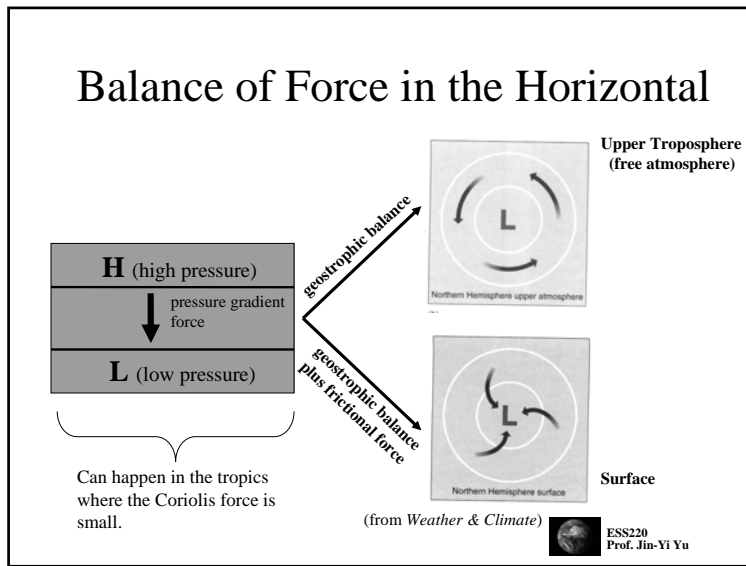 Balance of Force in the Horizontal
Upper Troposphere
(free atmosphere)
geostrophic balance
L
Northern Hemisphere upper atmosphere
H (high pressure)
pressure gradient
force
L (low pressure)
geostrophic balance
plus frictional force
L
Northern Hemisphere surface
Surface
Can happen in the tropics
where the Coriolis force is
small.
(from Weather & Climate)
ESS220
Prof. Jin-Yi Yu